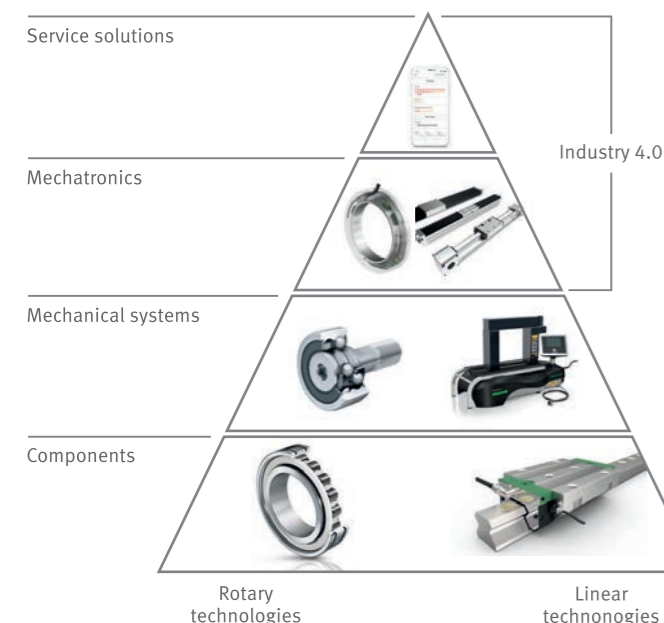 Service solutions
Industry 4.0
Mechatronics
Mechanical systems
Components
Rotary
technologies
Linear
technonogies